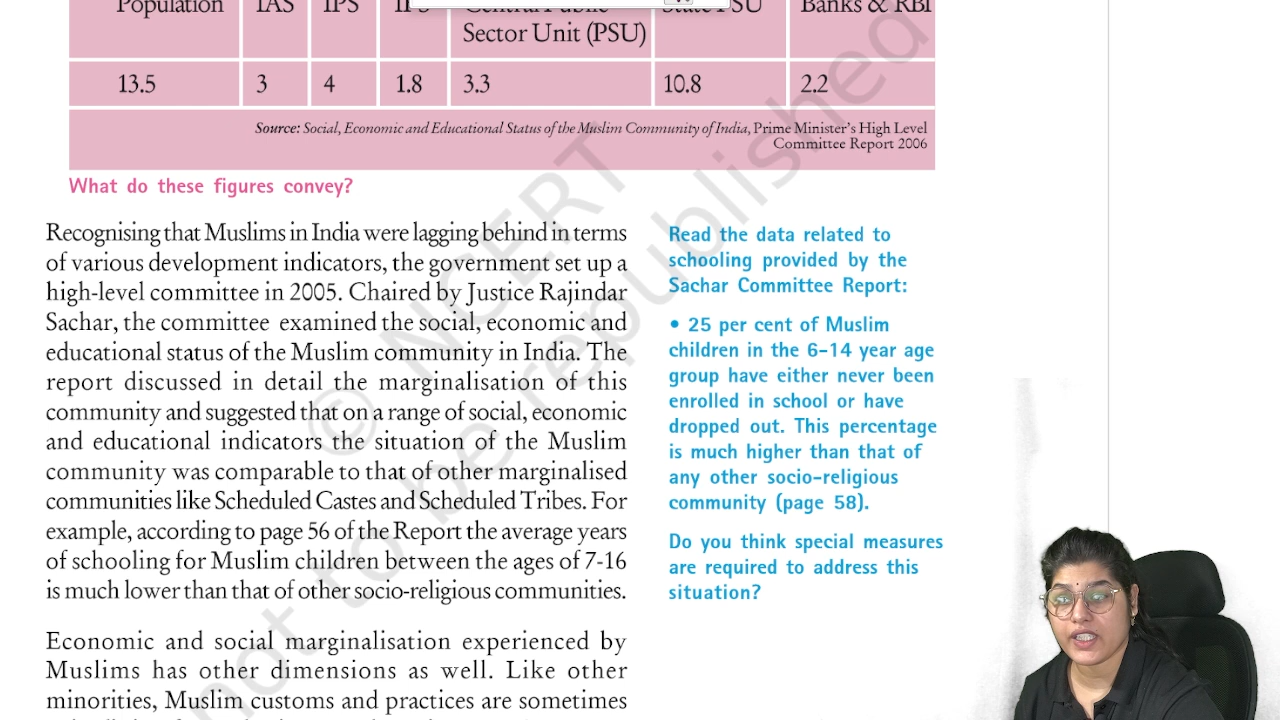 Population IAS IPS Central Public State PSU Banks & RBI
Sector Unit (PSU)
13.5 3 4 1.8 3.3 10.8 2.2
Source: Social, Economic and Educational Status of the Muslim Community of India, Prime Minister's High Level
Committee Report 2006
What do these figures convey?
Recognising that Muslims in India were lagging behind in terms
of various development indicators, the government set up a
high-level committee in 2005. Chaired by Justice Rajindar
Sachar, the committee examined the social, economic and
educational status of the Muslim community in India. The
report discussed in detail the marginalisation of this
community and suggested that on a range of social, economic
and educational indicators the situation of the Muslim
community was comparable to that of other marginalised
communities like Scheduled Castes and Scheduled Tribes. For
example, according to page 56 of the Report the average years
of schooling for Muslim children between the ages of 7-16
is much lower than that of other socio-religious communities.
Economic and social marginalisation experienced by
Muslims has other dimensions as well. Like other
minorities, Muslim customs and practices are sometimes
Read the data related to
schooling provided by the
Sachar Committee Report:
• 25 per cent of Muslim
children in the 6-14 year age
group have either never been
enrolled in school or have
dropped out. This percentage
is much higher than that of
any other socio-religious
community (page 58).
Do you think special measures
are required to address this
situation?
© NCERT
not to be republished